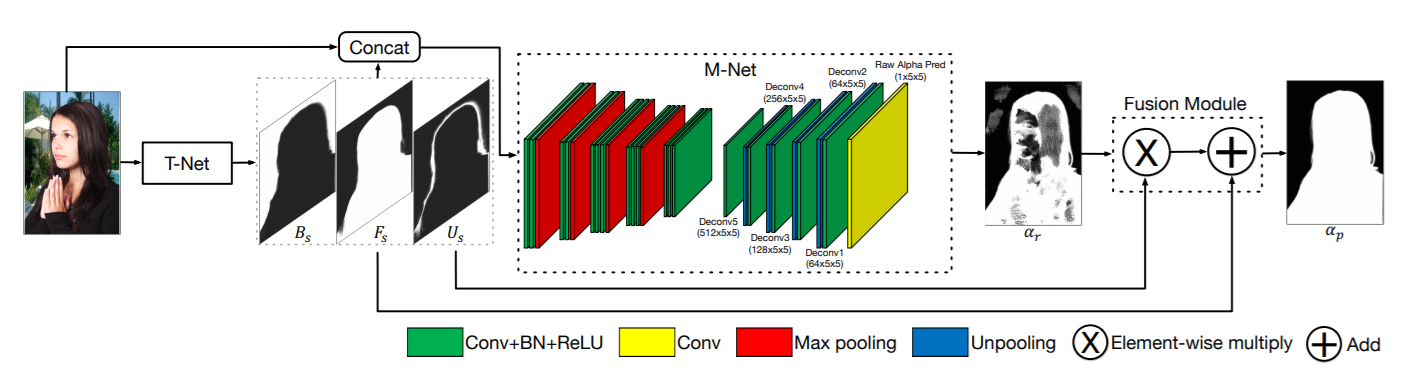 Concat
T-Net
B_s
F_s
U_s
M-Net
Deconv5
(512x5x5)
Deconv4
(256x5x5)
Deconv3
(128x5x5)
Deconv2
(64x5x5)
Deconv1
(64x5x5)
Raw Alpha Pred
(1x5x5)
α_r
Fusion Module
X
+
α_p
Conv+BN+ReLU
Conv
Max pooling
Unpooling
X Element-wise multiply
+ Add